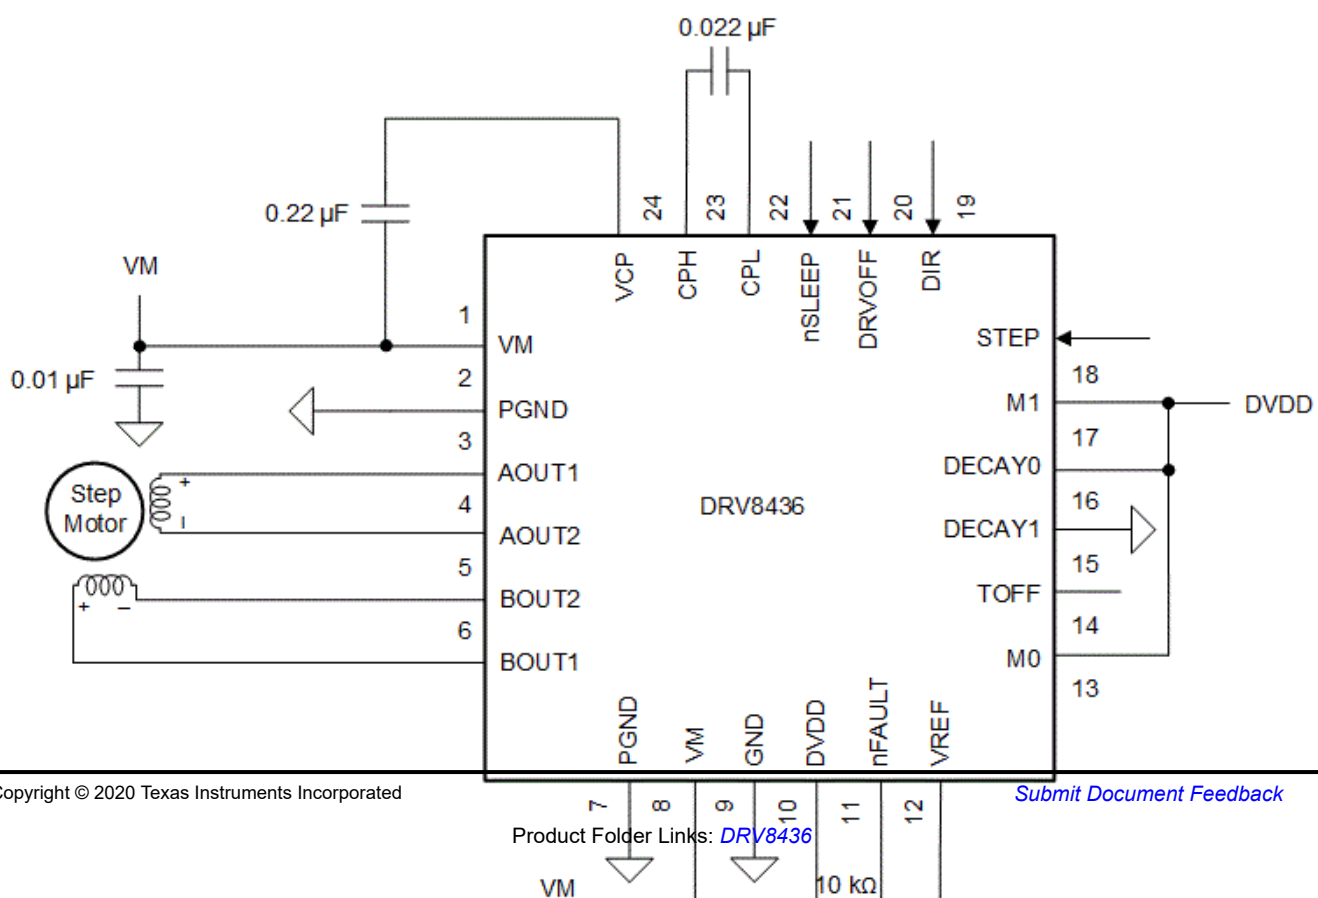 0.022 µF
0.22 µF
24
23
22
21
20
19
VM
VCP
CPH
CPL
nSLEEP
DRVOFF
DIR
1
VM
STEP
0.01 µF
2
18
PGND
M1
DVDD
3
17
AOUT1
DECAY0
+
Step
Motor
4
DRV8436
16
–
AOUT2
DECAY1
5
15
BOUT2
TOFF
+ –
6
14
BOUT1
M0
13
PGND
VM
GND
DVDD
nFAULT
VREF
Copyright © 2020 Texas Instruments Incorporated
Submit Document Feedback
7
8
9
10
11
12
Product Folder Links: DRV8436
VM
10 kΩ